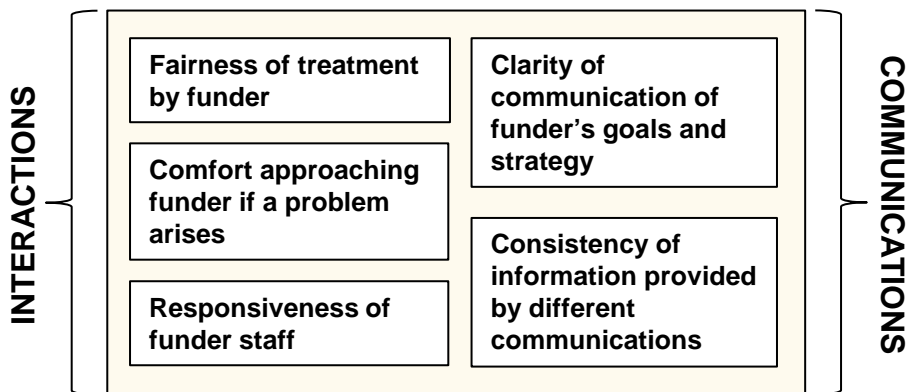 INTERACTIONS
Fairness of treatment
by funder
Comfort approaching
funder if a problem
arises
Responsiveness of
funder staff
Clarity of
communication of
funder’s goals and
strategy
Consistency of
information provided
by different
communications
COMMUNICATIONS